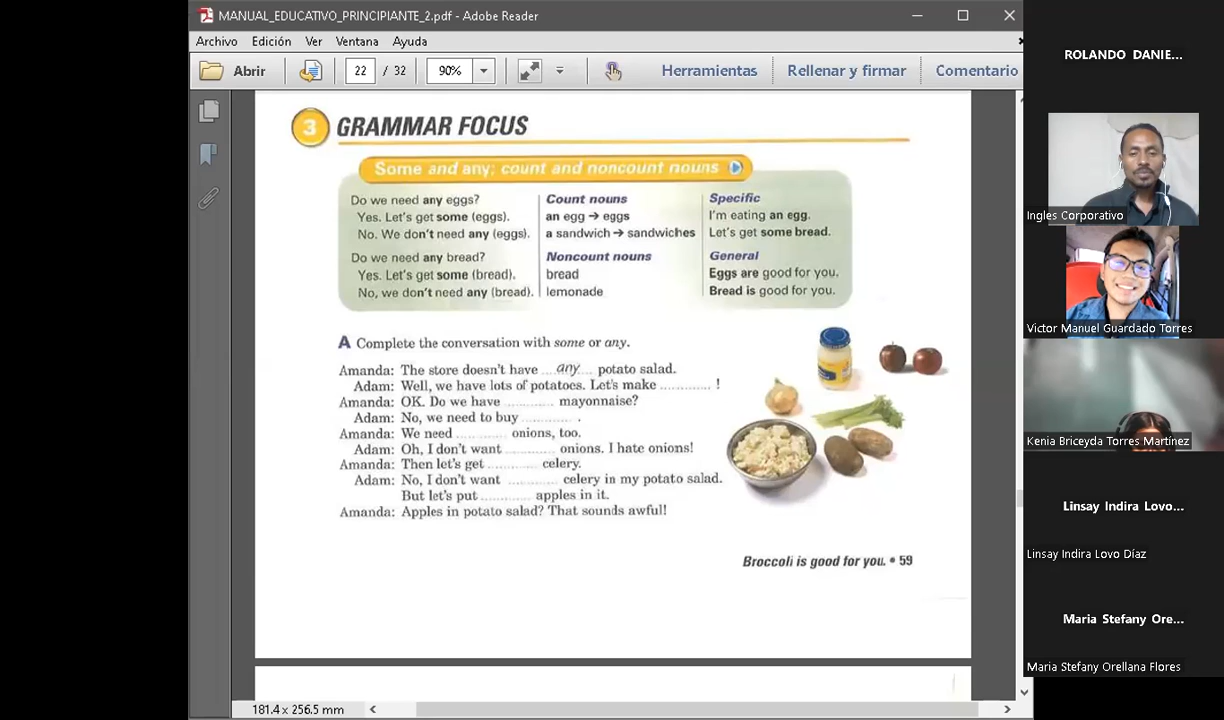 MANUAL_EDUCATIVO_PRINCIPIANTE_2.pdf - Adobe Reader
Archivo Edición Ver Ventana Ayuda
Abrir 22 / 32 90% Herramientas Rellenar y firmar Comentario
3 GRAMMAR FOCUS
Some and any; count and noncount nouns
Do we need any eggs?
Yes. Let's get some (eggs).
No. We don't need any (eggs).
Do we need any bread?
Yes. Let's get some (bread).
No, we don't need any (bread).
Count nouns
an egg → eggs
a sandwich → sandwiches
Noncount nouns
bread
lemonade
Specific
I'm eating an egg.
Let's get some bread.
General
Eggs are good for you.
Bread is good for you.
A Complete the conversation with some or any.
Amanda: The store doesn't have ....any.... potato salad.
Adam: Well, we have lots of potatoes. Let's make ............ !
Amanda: OK. Do we have ........... mayonnaise?
Adam: No, we need to buy ............ .
Amanda: We need ............ onions, too.
Adam: Oh, I don't want ............ onions. I hate onions!
Amanda: Then let's get ............ celery.
Adam: No, I don't want ............ celery in my potato salad.
But let's put ............ apples in it.
Amanda: Apples in potato salad? That sounds awful!
Broccoli is good for you. • 59
181.4 x 256.5 mm
ROLANDO DANIE...
Ingles Corporativo
Victor Manuel Guardado Torres
Kenia Briceyda Torres Martínez
Linsay Indira Lovo...
Linsay Indira Lovo Díaz
Maria Stefany Ore...
Maria Stefany Orellana Flores